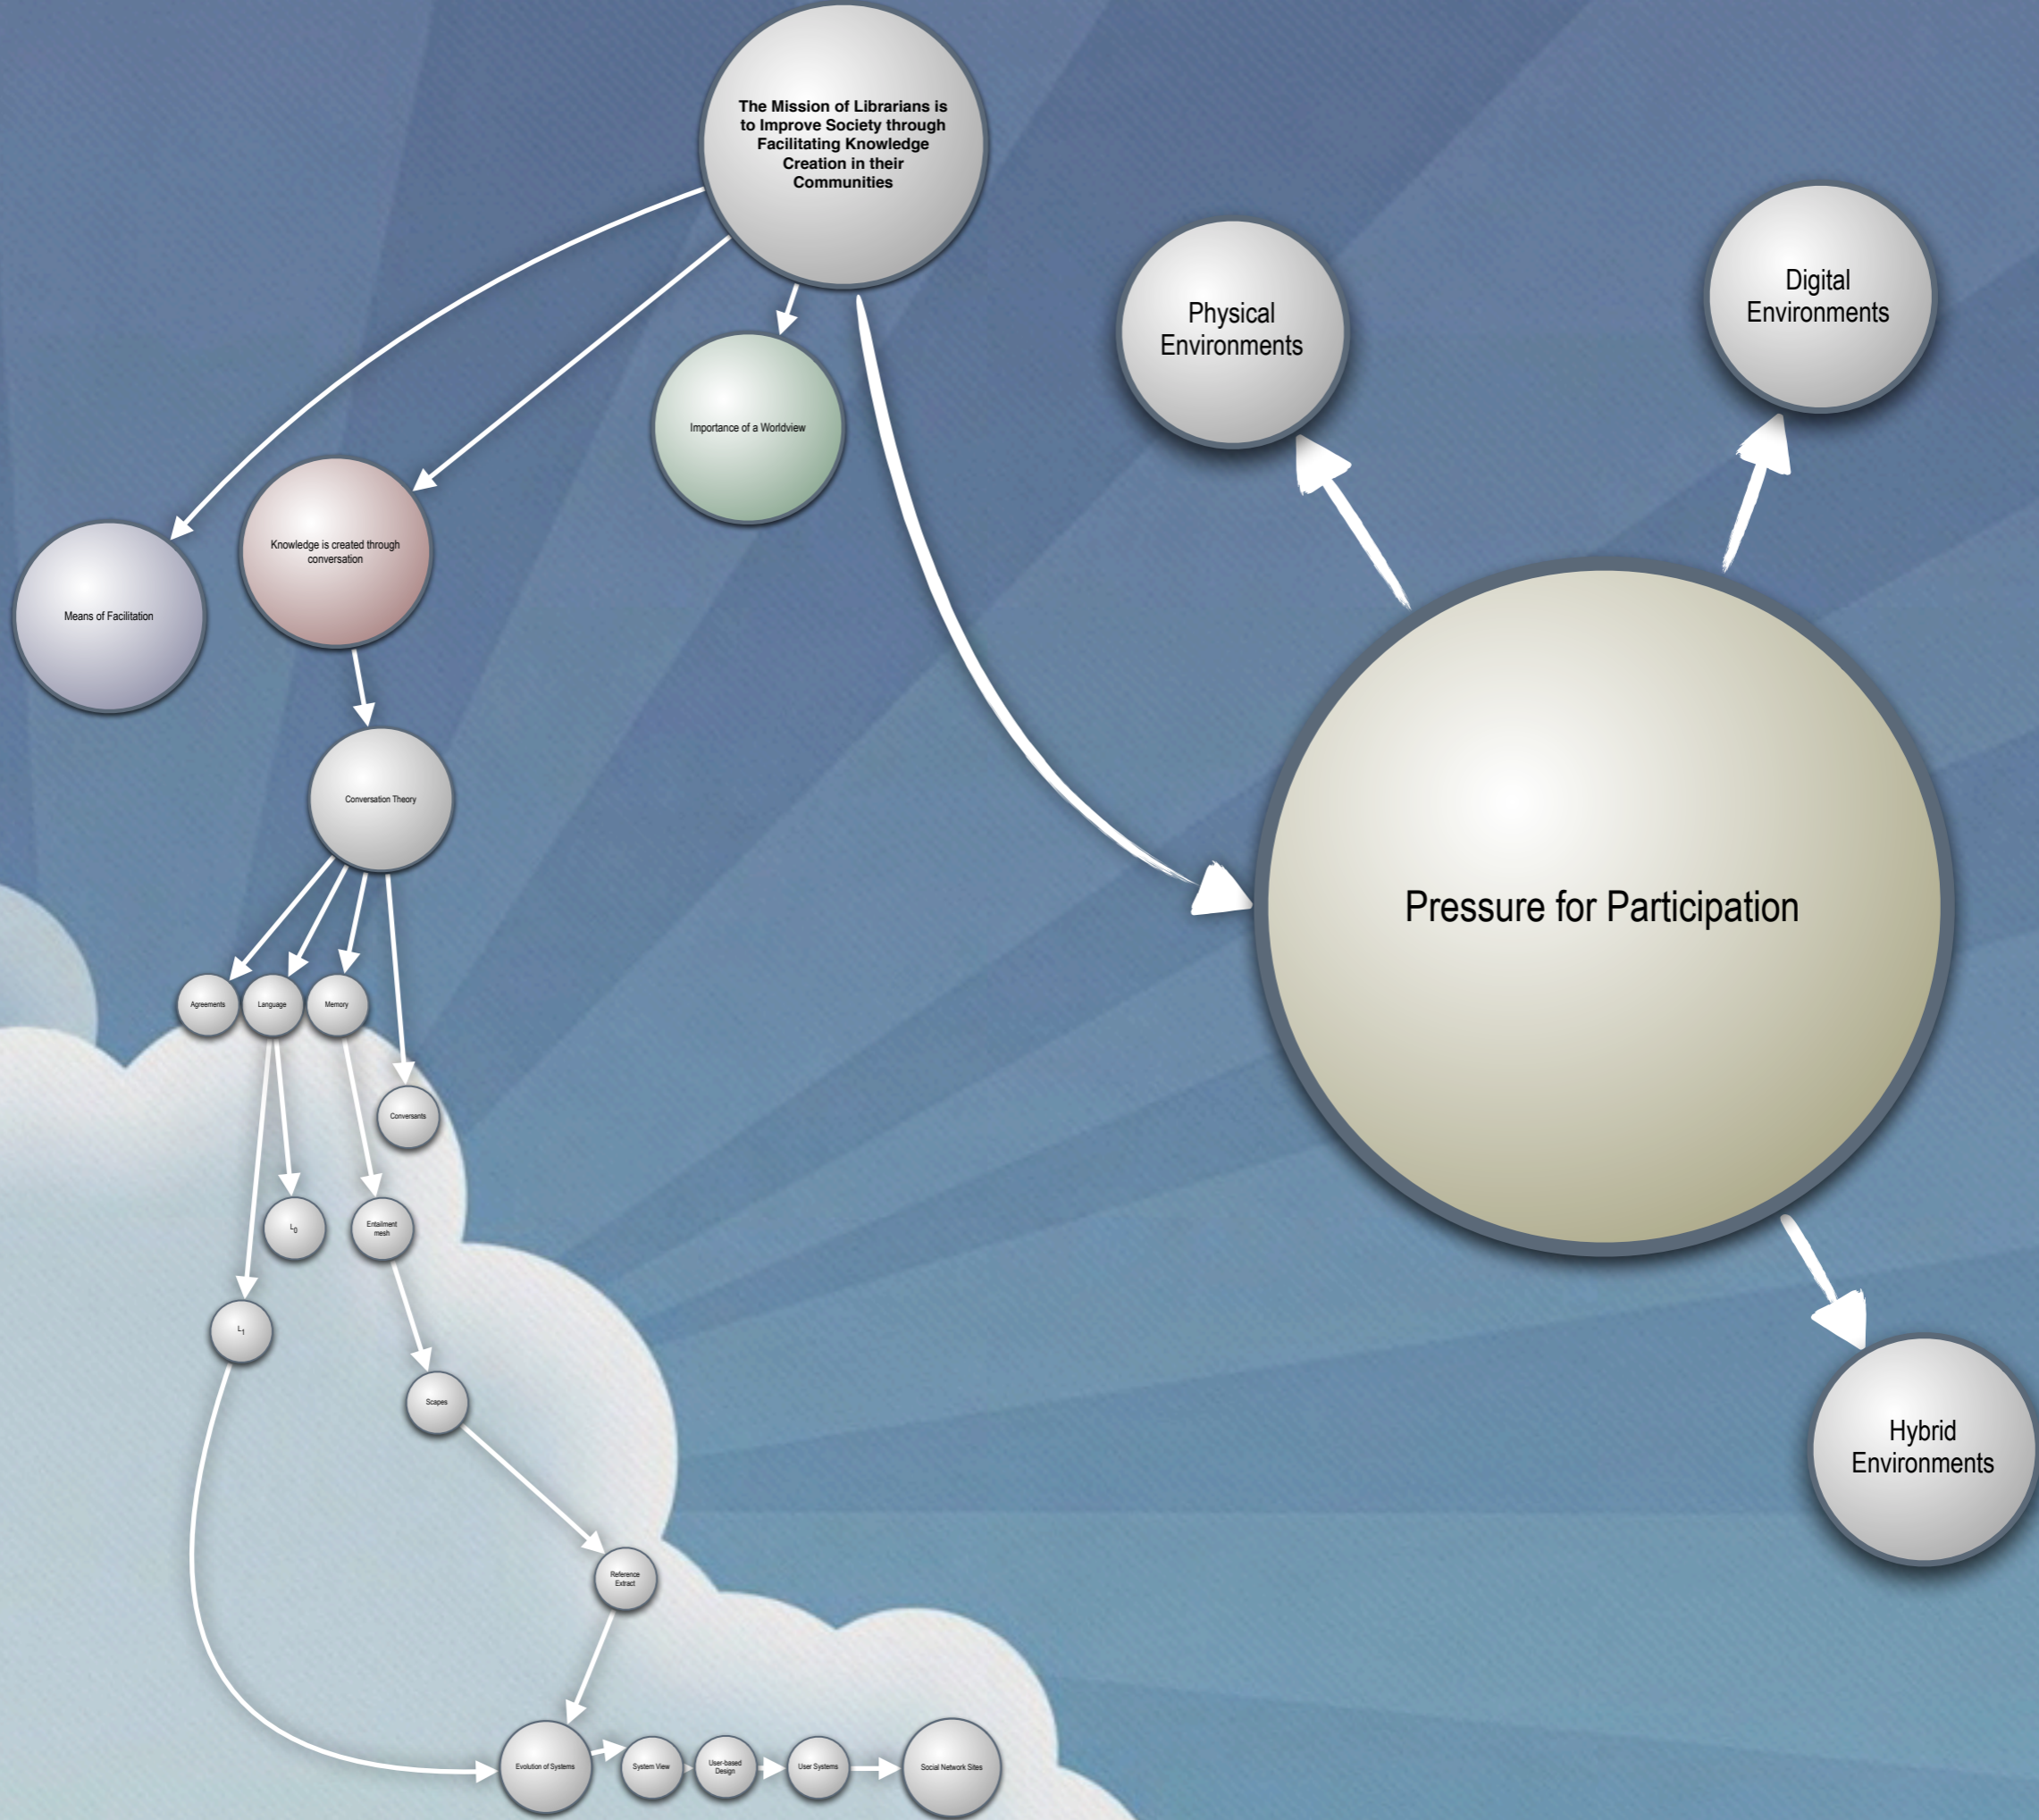 The Mission of Librarians is
to Improve Society through
Facilitating Knowledge
Creation in their
Communities
Physical
Environments
Digital
Environments
Importance of a Worldview
Knowledge is created through
conversation
Means of Facilitation
Conversation Theory
Pressure for Participation
Agreements
Language
Memory
Conversants
L0
Entailment
mesh
L1
Scapes
Hybrid
Environments
Reference
Extract
Evolution of Systems
System View
User-based
Design
User Systems
Social Network Sites